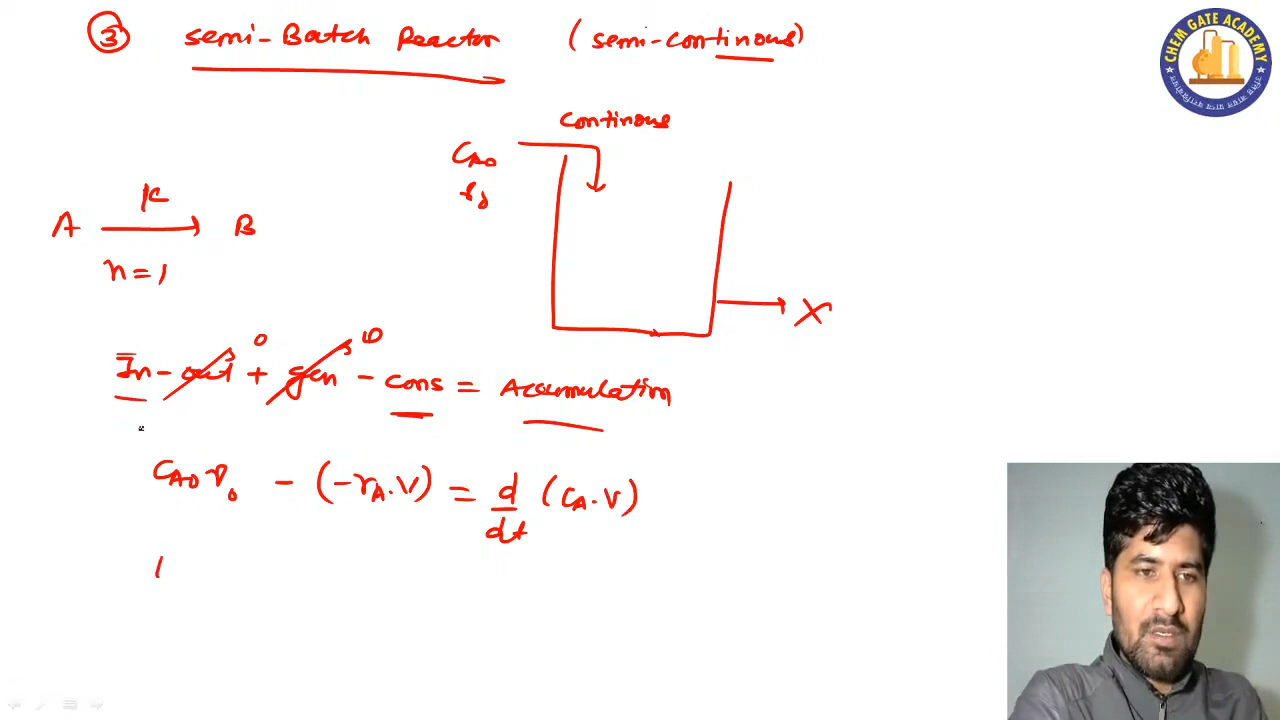 ③ semi-Batch Reactor (semi-continous)
CHEM GATE ACADEMY
continous
CA0
A k→ B
n=1
X
In - out 0 + gen 0 - cons = Accumulation
CA0 v0 - (-rA.V) = d/dt (CA.V)